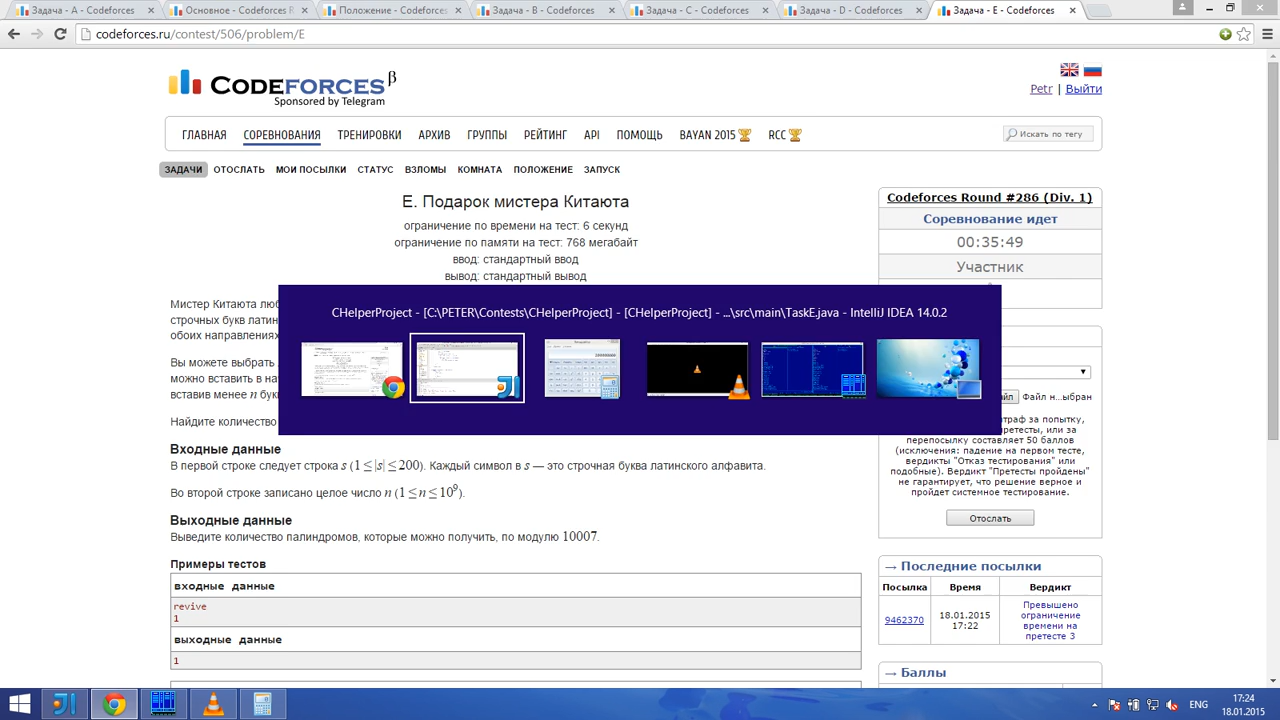 Задача - A - Codeforces
Основное - Codeforces R
Положение - Codeforces
Задача - B - Codeforces
Задача - C - Codeforces
Задача - D - Codeforces
Задача - E - Codeforces
codeforces.ru/contest/506/problem/E
CODEFORCES β
Sponsored by Telegram
Petr | Выйти
ГЛАВНАЯ СОРЕВНОВАНИЯ ТРЕНИРОВКИ АРХИВ ГРУППЫ РЕЙТИНГ API ПОМОЩЬ BAYAN 2015 RCC
Искать по тегу
ЗАДАЧИ ОТОСЛАТЬ МОИ ПОСЫЛКИ СТАТУС ВЗЛОМЫ КОМНАТА ПОЛОЖЕНИЕ ЗАПУСК
E. Подарок мистера Китаюта
ограничение по времени на тест: 6 секунд
ограничение по памяти на тест: 768 мегабайт
ввод: стандартный ввод
вывод: стандартный вывод
Мистер Китаюта люб
строчных букв латин
обоих направлениях
Вы можете выбрать
можно вставить в на
вставив менее n бук
Найдите количество
CHelperProject - [C:\PETER\Contests\CHelperProject] - [CHelperProject] - ...\src\main\TaskE.java - IntelliJ IDEA 14.0.2
Входные данные
В первой строке следует строка s (1 ≤ |s| ≤ 200). Каждый символ в s — это строчная буква латинского алфавита.
Во второй строке записано целое число n (1 ≤ n ≤ 10⁹).
Выходные данные
Выведите количество палиндромов, которые можно получить, по модулю 10007.
Примеры тестов
входные данные
revive
1
выходные данные
1
Codeforces Round #286 (Div. 1)
Соревнование идет
00:35:49
Участник
Файл н...ыбран
траф за попытку,
ретесты, или за
перепосылку составляет 50 баллов
(исключения: падение на первом тесте,
вердикты "Отказ тестирования" или
подобные). Вердикт "Претесты пройдены"
не гарантирует, что решение верное и
пройдет системное тестирование.
Отослать
→ Последние посылки
Посылка Время Вердикт
9462370
18.01.2015
17:22
Превышено
ограничение
времени на
претесте 3
→ Баллы
ENG
17:24
18.01.2015